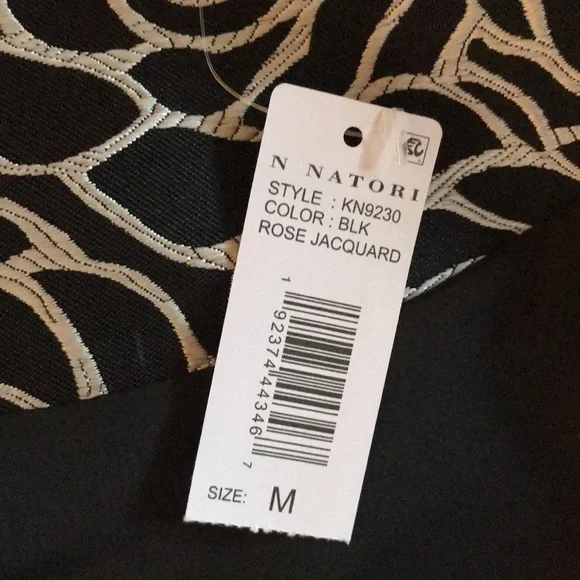 N NATORI
STYLE : KN9230
COLOR : BLK
ROSE JACQUARD
1 92374 44346 7
SIZE: M